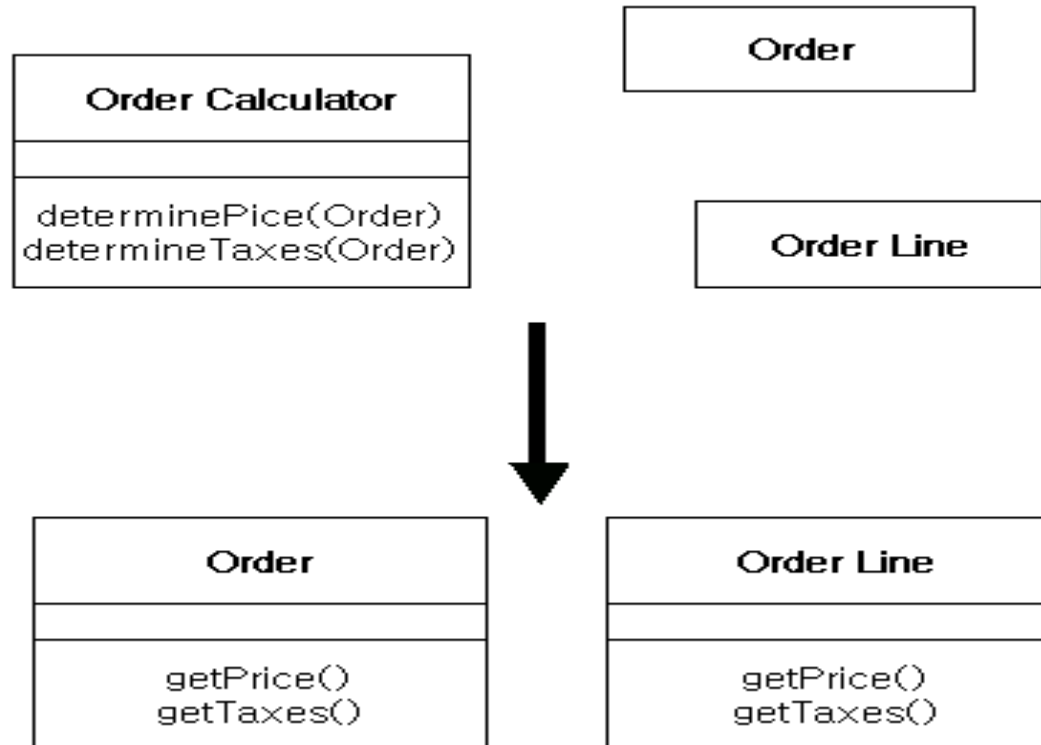 Order Calculator
determinePice(Order)
determineTaxes(Order)
Order
Order Line
Order
getPrice()
getTaxes()
Order Line
getPrice()
getTaxes()